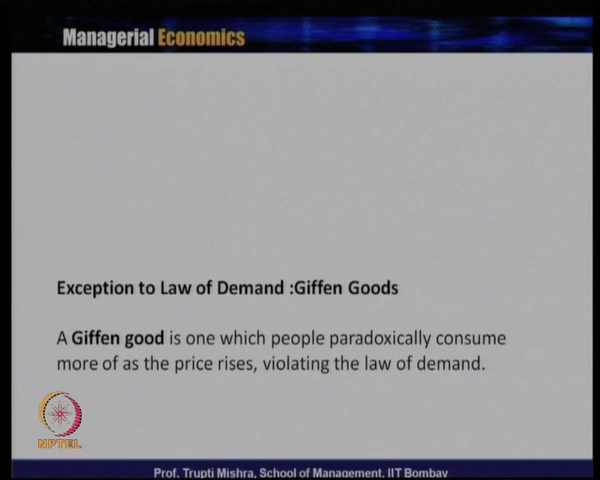 Managerial Economics
Exception to Law of Demand :Giffen Goods
A Giffen good is one which people paradoxically consume
more of as the price rises, violating the law of demand.
NPTEL
Prof. Trupti Mishra, School of Management, IIT Bombay